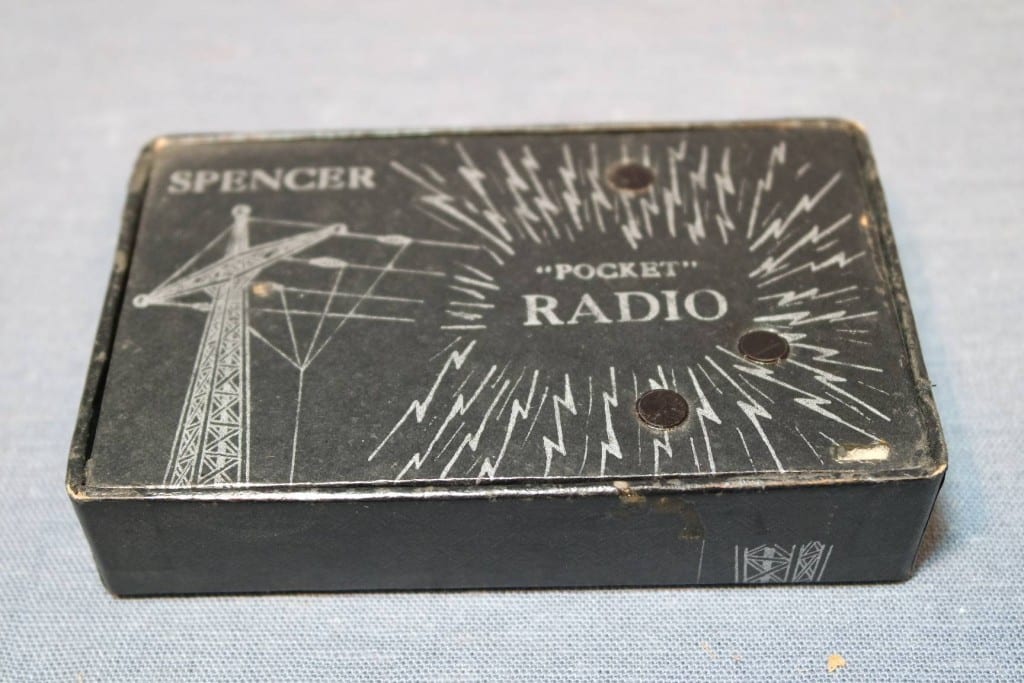 SPENCER
"POCKET"
RADIO